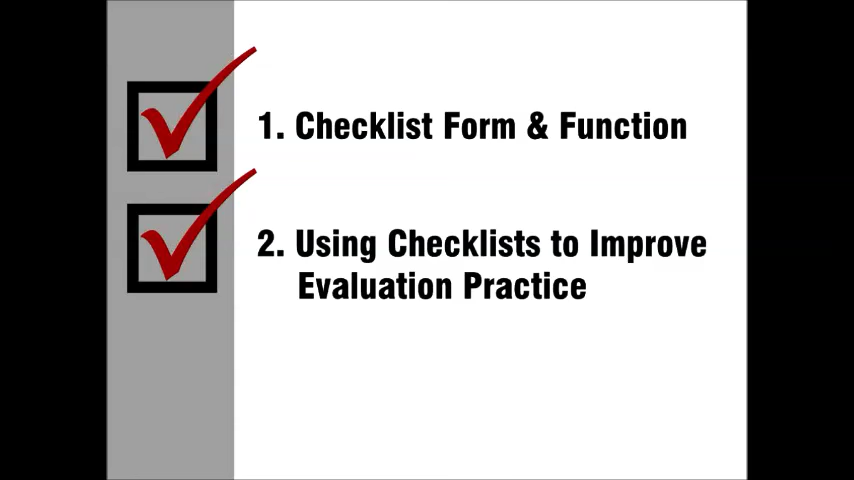 1. Checklist Form & Function
2. Using Checklists to Improve
Evaluation Practice